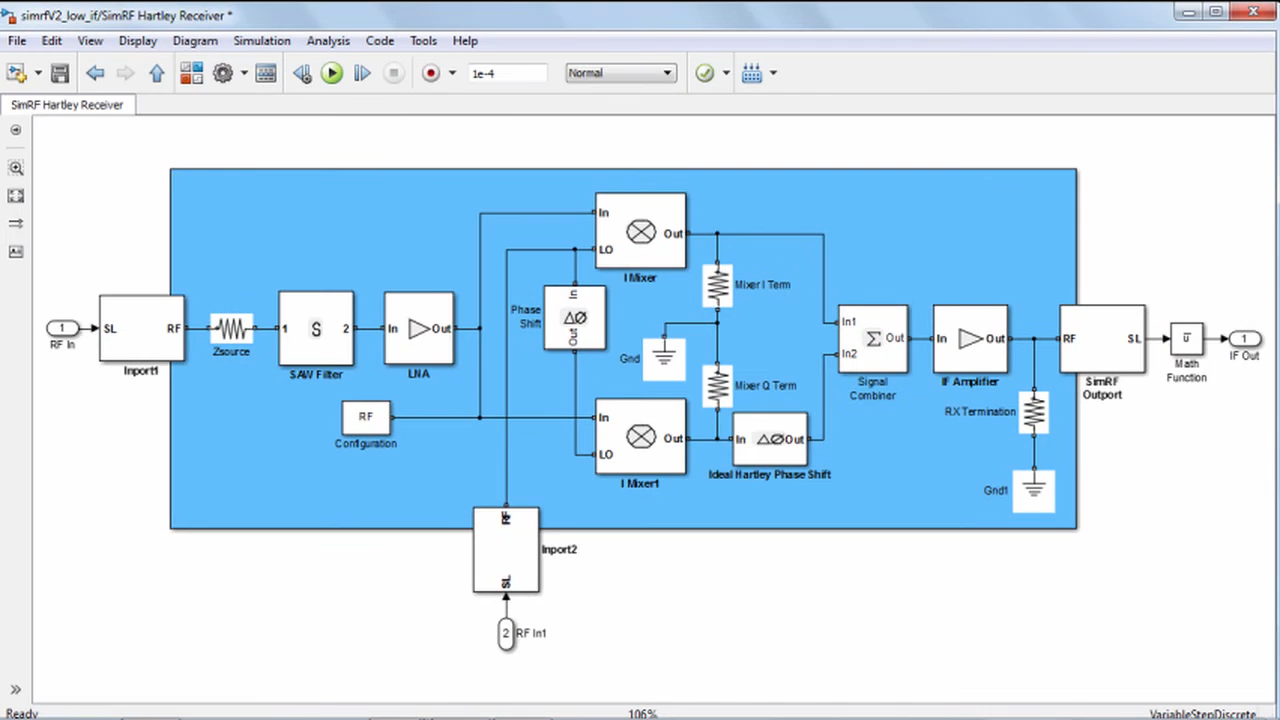 simrfV2_low_if/SimRF Hartley Receiver *
File Edit View Display Diagram Simulation Analysis Code Tools Help
1e-4 Normal
SimRF Hartley Receiver
In
LO
Out
I Mixer
Mixer I Term
Phase
Shift
In
ΔØ
Out
1
RF In
SL RF
Inport1
Zsource
1 S 2
SAW Filter
In Out
LNA
Gnd
In1
In2
Σ Out
Signal
Combiner
In Out
IF Amplifier
RF SL
SimRF
Outport
u
Math
Function
1
IF Out
Mixer Q Term
RX Termination
RF
Configuration
In
LO
Out
I Mixer1
In ΔØ Out
Ideal Hartley Phase Shift
Gnd1
RF
SL
Inport2
2 RF In1
Ready 106% VariableStepDiscrete